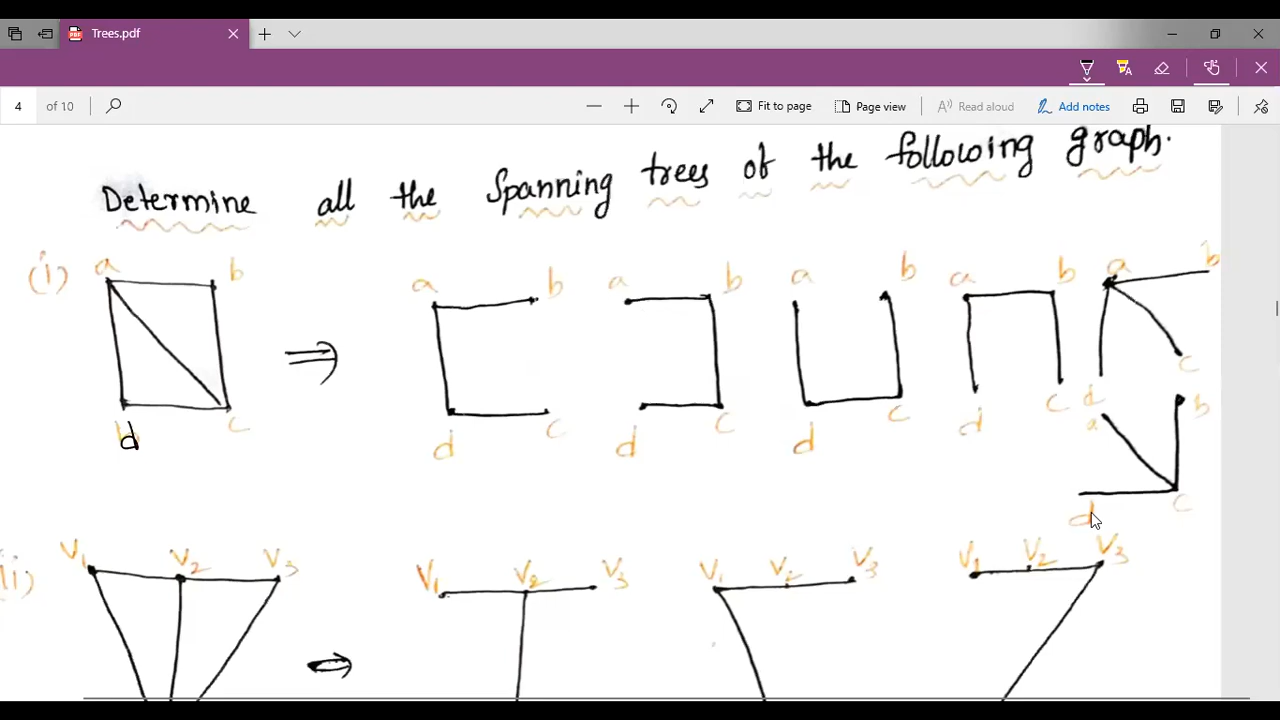 Trees.pdf
4 of 10 Fit to page Page view Read aloud Add notes
Determine all the Spanning trees of the following graph.
(i) a b a b a b a b a b a b
d c d c d c d c d c d c
a b
d c
(ii) V1 V2 V3 V1 V2 V3 V1 V2 V3 V1 V2 V3